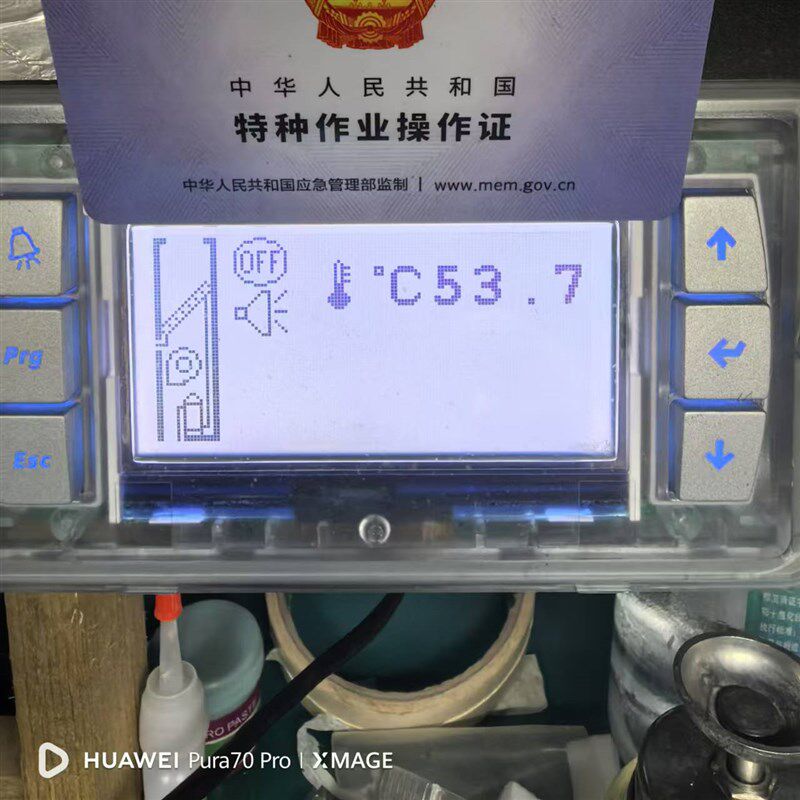 中华人民共和国
特种作业操作证
中华人民共和国应急管理部监制 | www.mem.gov.cn
OFF
°C53.7
Prg
Esc
RO PAST
HUAWEI Pura70 Pro | XMAGE